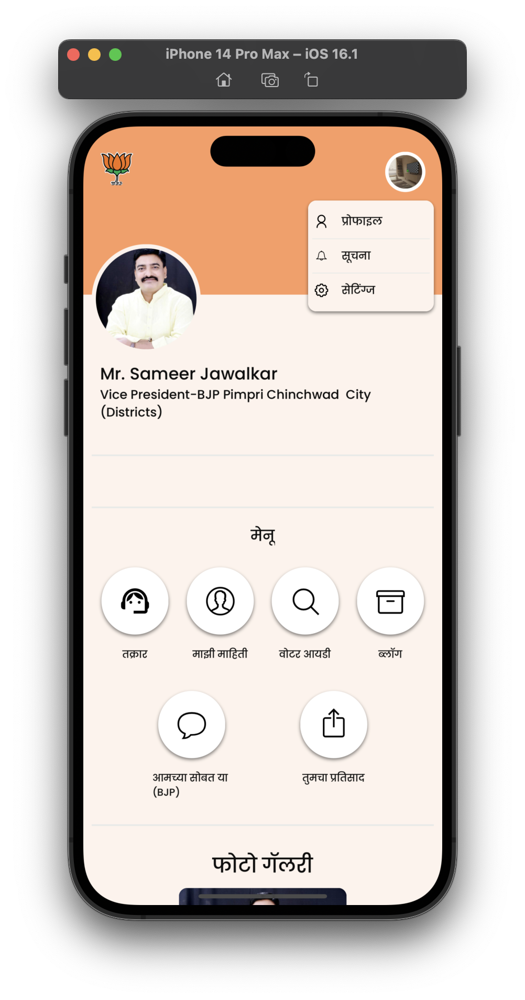 iPhone 14 Pro Max – iOS 16.1
प्रोफाइल
सूचना
सेटिंग्ज
Mr. Sameer Jawalkar
Vice President-BJP Pimpri Chinchwad City
(Districts)
मेनू
तक्रार
माझी माहिती
वोटर आयडी
ब्लॉग
आमच्या सोबत या
(BJP)
तुमचा प्रतिसाद
फोटो गॅलरी